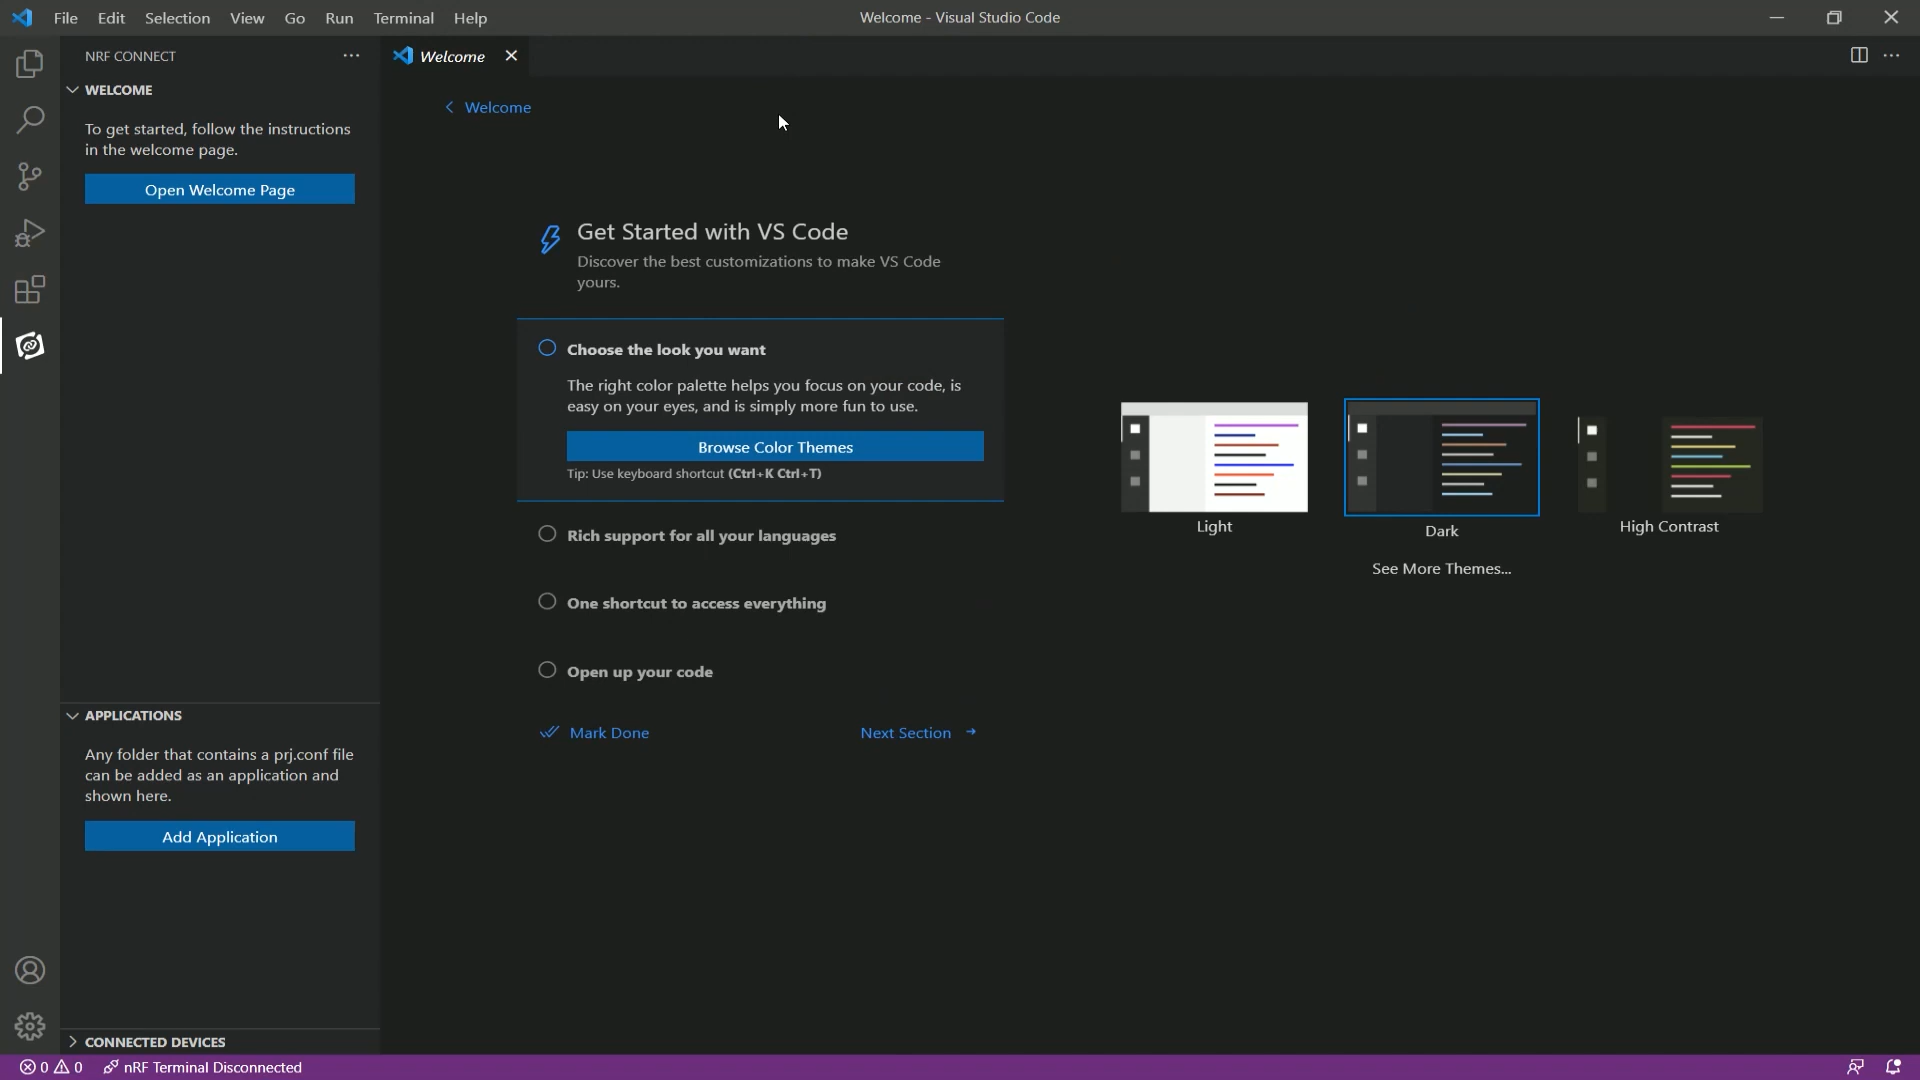 File Edit Selection View Go Run Terminal Help
Welcome - Visual Studio Code
NRF CONNECT
WELCOME
To get started, follow the instructions
in the welcome page.
Open Welcome Page
APPLICATIONS
Any folder that contains a prj.conf file
can be added as an application and
shown here.
Add Application
CONNECTED DEVICES
Welcome
Welcome
Get Started with VS Code
Discover the best customizations to make VS Code
yours.
Choose the look you want
The right color palette helps you focus on your code, is
easy on your eyes, and is simply more fun to use.
Browse Color Themes
Tip: Use keyboard shortcut (Ctrl+K Ctrl+T)
Rich support for all your languages
One shortcut to access everything
Open up your code
Mark Done
Next Section
Light
Dark
High Contrast
See More Themes...
0 0 nRF Terminal Disconnected